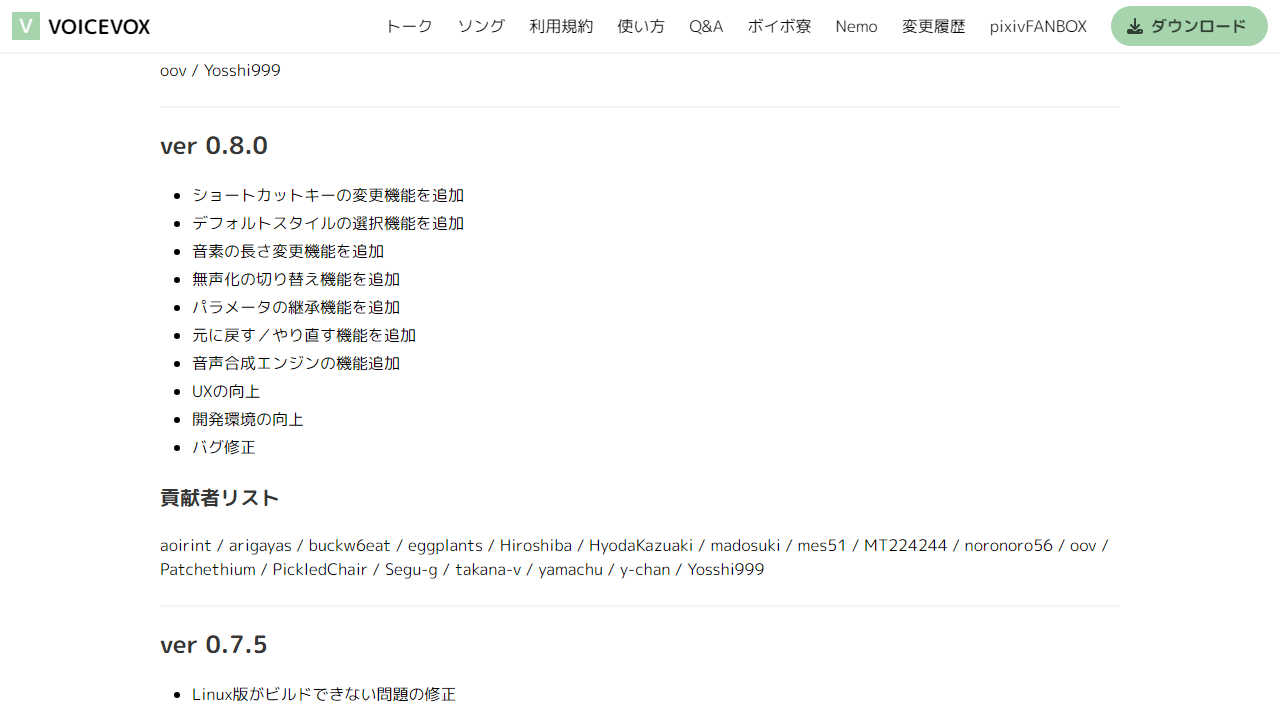 VOICEVOX
トーク ソング 利用規約 使い方 Q&A ボイボ寮 Nemo 変更履歴 pixivFANBOX ダウンロード
oov / Yosshi999
ver 0.8.0
ショートカットキーの変更機能を追加
デフォルトスタイルの選択機能を追加
音素の長さ変更機能を追加
無声化の切り替え機能を追加
パラメータの継承機能を追加
元に戻す／やり直す機能を追加
音声合成エンジンの機能追加
UXの向上
開発環境の向上
バグ修正
貢献者リスト
aoirint / arigayas / buckw6eat / eggplants / Hiroshiba / HyodaKazuaki / madosuki / mes51 / MT224244 / noronoro56 / oov /
Patchethium / PickledChair / Segu-g / takana-v / yamachu / y-chan / Yosshi999
ver 0.7.5
Linux版がビルドできない問題の修正